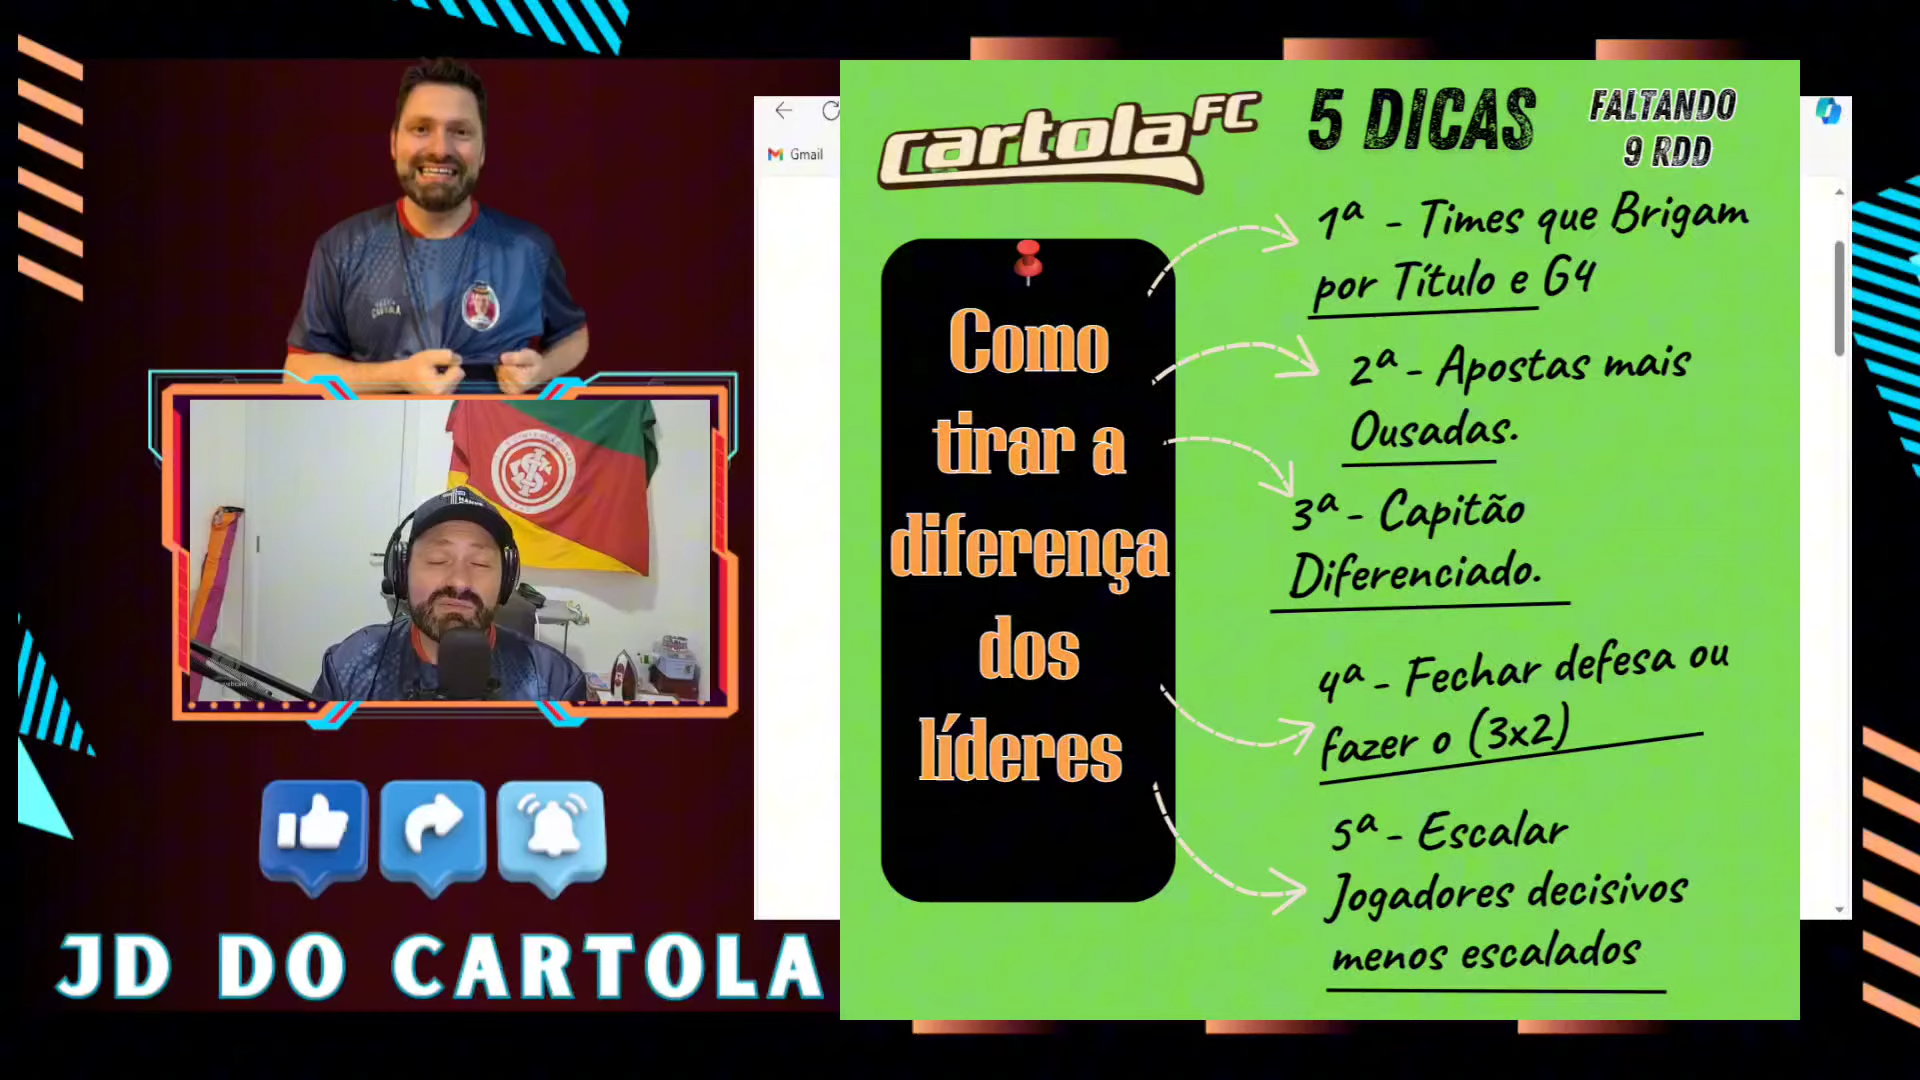 Gmail
cartola FC
5 DICAS
FALTANDO
9 RDD
Como
tirar a
diferença
dos
líderes
1ª - Times que Brigam
por Título e G4
2ª - Apostas mais
Ousadas.
3ª - Capitão
Diferenciado.
4ª - Fechar defesa ou
fazer o (3x2)
5ª - Escalar
Jogadores decisivos
menos escalados
JD DO CARTOLA